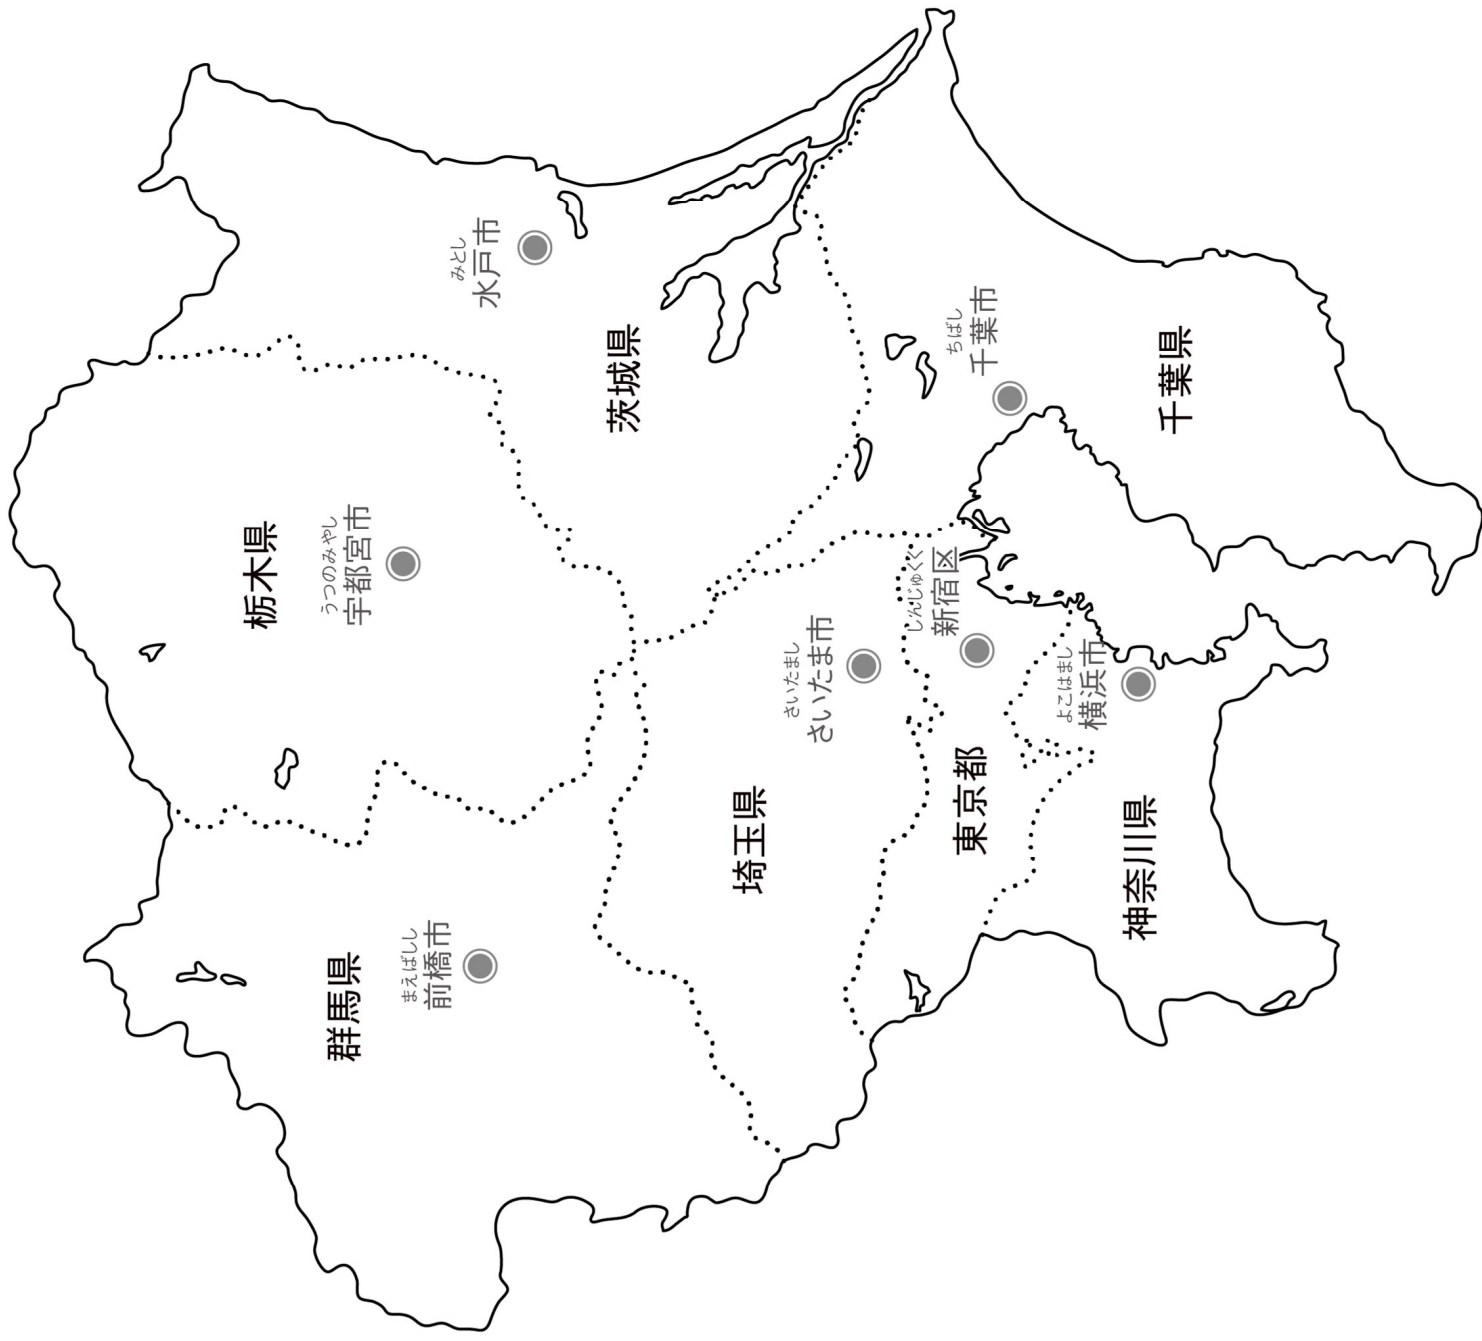 栃木県
うつのみやし
宇都宮市
群馬県
まえばしし
前橋市
みとし
水戸市
茨城県
埼玉県
さいたまし
さいたま市
しんじゅくく
新宿区
東京都
ちばし
千葉市
よこはまし
横浜市
神奈川県
千葉県